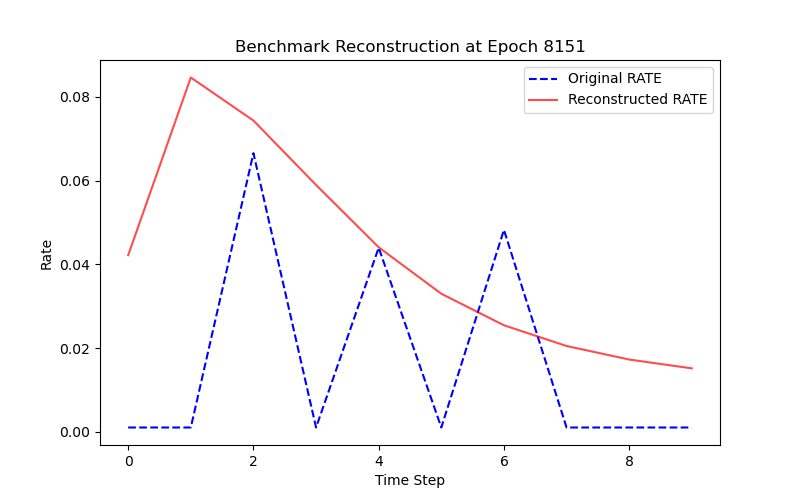 Benchmark Reconstruction at Epoch 8151
Original RATE
Reconstructed RATE
0.08
0.06
0.04
0.02
0.00
Rate
0 2 4 6 8
Time Step